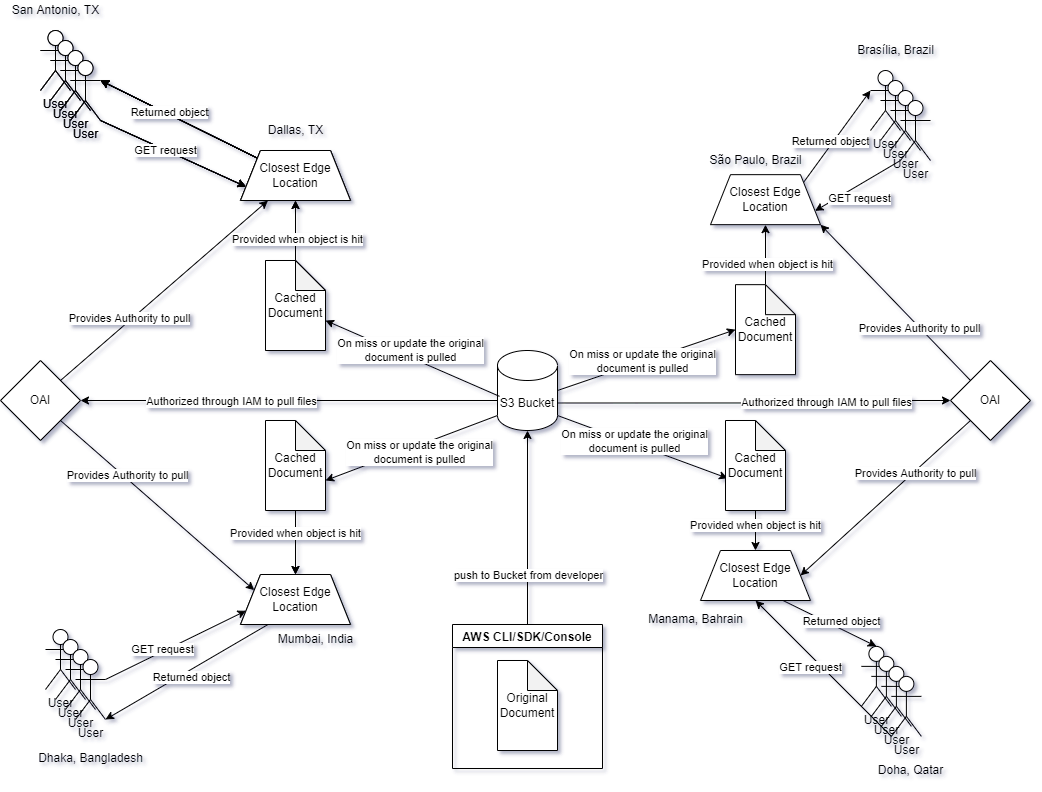 San Antonio, TX
User
User
User
User
Returned object
GET request
Dallas, TX
Closest Edge
Location
Provided when object is hit
Cached
Document
Provides Authority to pull
On miss or update the original
document is pulled
OAI
Authorized through IAM to pull files
Provides Authority to pull
Cached
Document
On miss or update the original
document is pulled
Provided when object is hit
Closest Edge
Location
Mumbai, India
GET request
Returned object
User
User
User
User
Dhaka, Bangladesh
S3 Bucket
push to Bucket from developer
AWS CLI/SDK/Console
Original
Document
Brasília, Brazil
User
User
User
User
Returned object
GET request
São Paulo, Brazil
Closest Edge
Location
Provided when object is hit
Cached
Document
Provides Authority to pull
On miss or update the original
document is pulled
Authorized through IAM to pull files
OAI
On miss or update the original
document is pulled
Cached
Document
Provides Authority to pull
Provided when object is hit
Closest Edge
Location
Manama, Bahrain
Returned object
GET request
User
User
User
User
Doha, Qatar